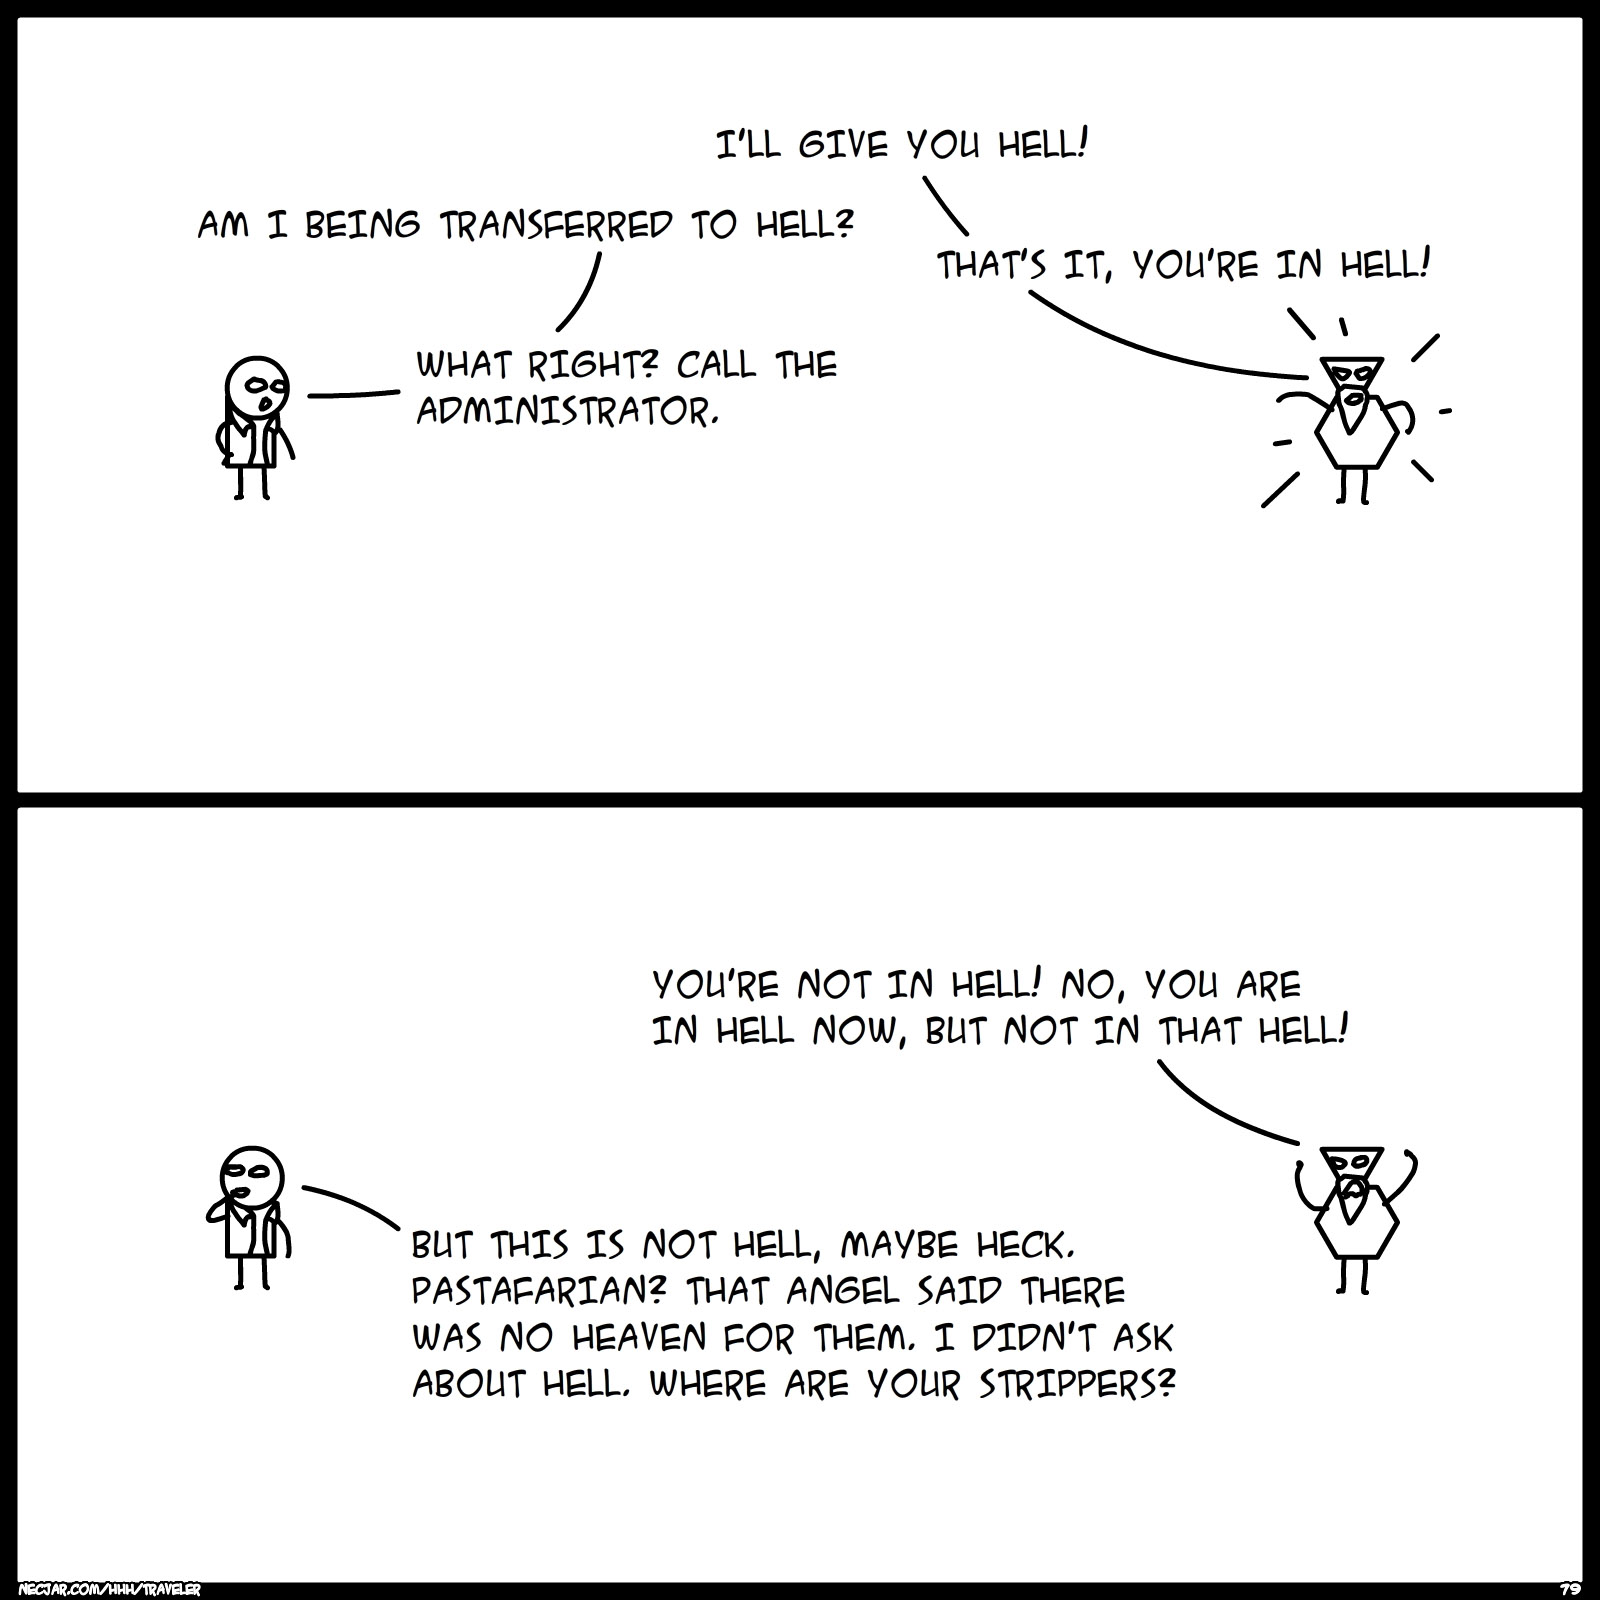 I'LL GIVE YOU HELL!
AM I BEING TRANSFERRED TO HELL?
THAT'S IT, YOU'RE IN HELL!
WHAT RIGHT? CALL THE
ADMINISTRATOR.
YOU'RE NOT IN HELL! NO, YOU ARE
IN HELL NOW, BUT NOT IN THAT HELL!
BUT THIS IS NOT HELL, MAYBE HECK.
PASTAFARIAN? THAT ANGEL SAID THERE
WAS NO HEAVEN FOR THEM. I DIDN'T ASK
ABOUT HELL. WHERE ARE YOUR STRIPPERS?
NECJAR.COM/HHH/TRAVELER
79